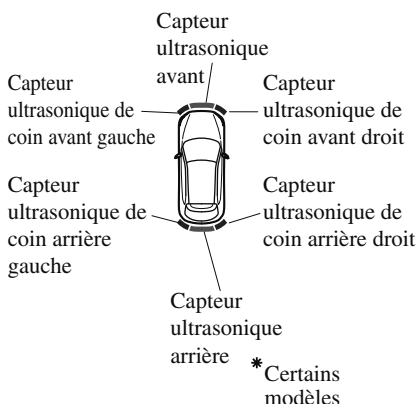 Capteur
ultrasonique
avant
Capteur
ultrasonique de
coin avant gauche
Capteur
ultrasonique de
coin avant droit
Capteur
ultrasonique de
coin arrière
gauche
Capteur
ultrasonique de
coin arrière droit
Capteur
ultrasonique
arrière
*Certains
modèles